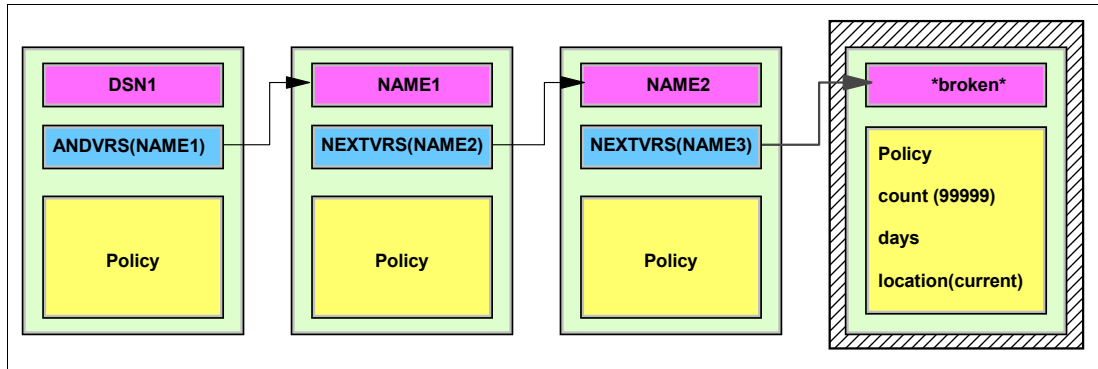 DSN1
ANDVRS(NAME1)
Policy
NAME1
NEXTVRS(NAME2)
Policy
NAME2
NEXTVRS(NAME3)
Policy
*broken*
Policy
count (99999)
days
location(current)